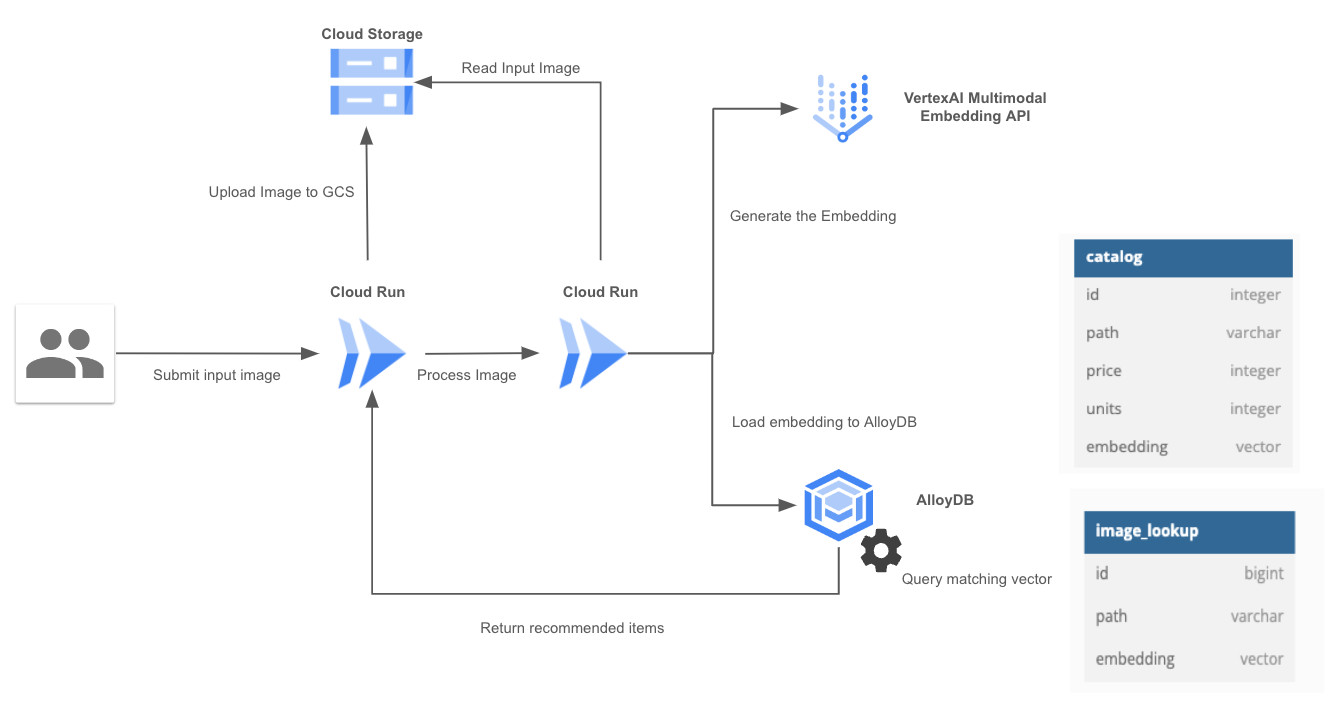 Cloud Storage
Read Input Image
VertexAI Multimodal
Embedding API
Upload Image to GCS
Generate the Embedding
Cloud Run
Cloud Run
Submit input image
Process Image
Load embedding to AlloyDB
AlloyDB
Query matching vector
Return recommended items
catalog
id integer
path varchar
price integer
units integer
embedding vector
image_lookup
id bigint
path varchar
embedding vector